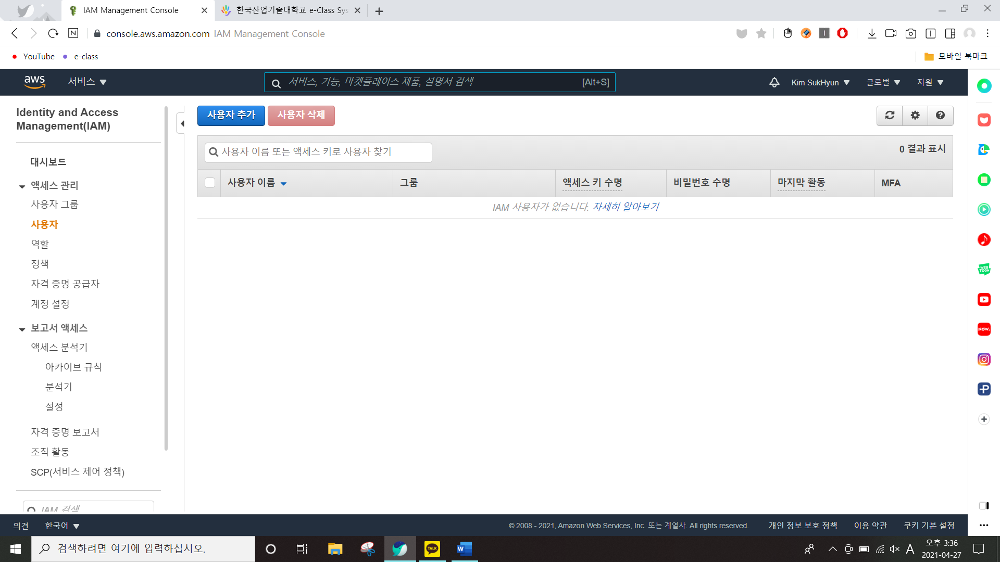 IAM Management Console
한국산업기술대학교 e-Class Sys
console.aws.amazon.com IAM Management Console
YouTube
e-class
모바일 북마크
aws
서비스
서비스, 기능, 마켓플레이스 제품, 설명서 검색
[Alt+S]
Kim SukHyun
글로벌
지원
Identity and Access
Management(IAM)
대시보드
액세스 관리
사용자 그룹
사용자
역할
정책
자격 증명 공급자
계정 설정
보고서 액세스
액세스 분석기
아카이브 규칙
분석기
설정
자격 증명 보고서
조직 활동
SCP(서비스 제어 정책)
IAM 검색
사용자 추가
사용자 삭제
사용자 이름 또는 액세스 키로 사용자 찾기
0 결과 표시
사용자 이름
그룹
액세스 키 수명
비밀번호 수명
마지막 활동
MFA
IAM 사용자가 없습니다. 자세히 알아보기
WEB
TOON
NOW.
의견
한국어
© 2008 - 2021, Amazon Web Services, Inc. 또는 계열사. All rights reserved.
개인 정보 보호 정책
이용 약관
쿠키 기본 설정
검색하려면 여기에 입력하십시오.
TALK
W
A
오후 3:36
2021-04-27